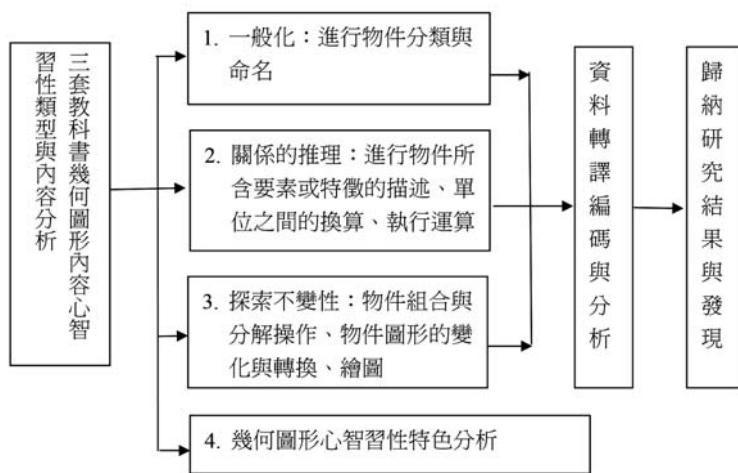 三套教科書幾何圖形內容心智
習性類型與內容分析
1. 一般化：進行物件分類與
命名
2. 關係的推理：進行物件所
含要素或特徵的描述、單
位之間的換算、執行運算
3. 探索不變性：物件組合與
分解操作、物件圖形的變
化與轉換、繪圖
4. 幾何圖形心智習性特色分析
資料轉譯編碼與分析
歸納研究結果與發現